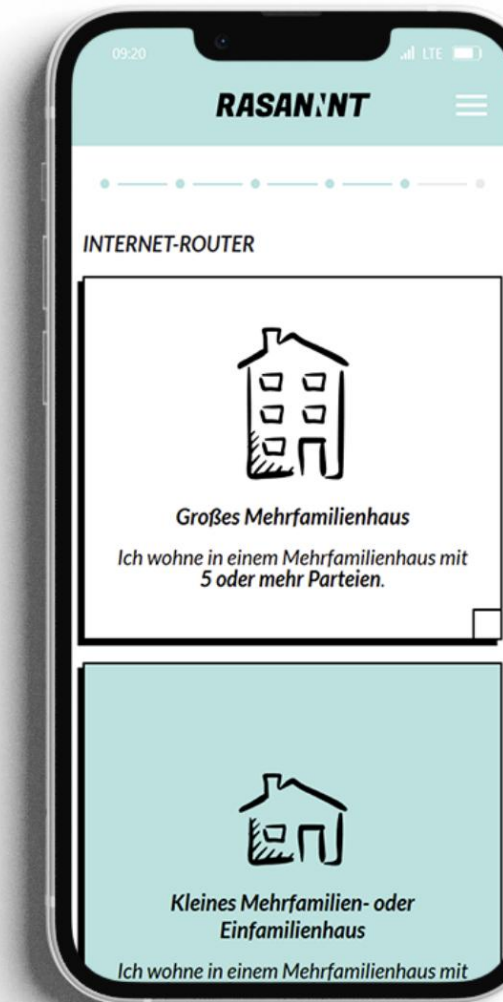 09:20
LTE
RASANNNT
INTERNET-ROUTER
Großes Mehrfamilienhaus
Ich wohne in einem Mehrfamilienhaus mit
5 oder mehr Parteien.
Kleines Mehrfamilien- oder
Einfamilienhaus
Ich wohne in einem Mehrfamilienhaus mit